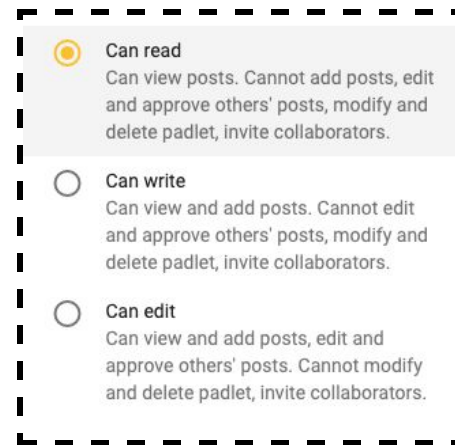 Can read
Can view posts. Cannot add posts, edit
and approve others' posts, modify and
delete padlet, invite collaborators.
Can write
Can view and add posts. Cannot edit
and approve others' posts, modify and
delete padlet, invite collaborators.
Can edit
Can view and add posts, edit and
approve others' posts. Cannot modify
and delete padlet, invite collaborators.